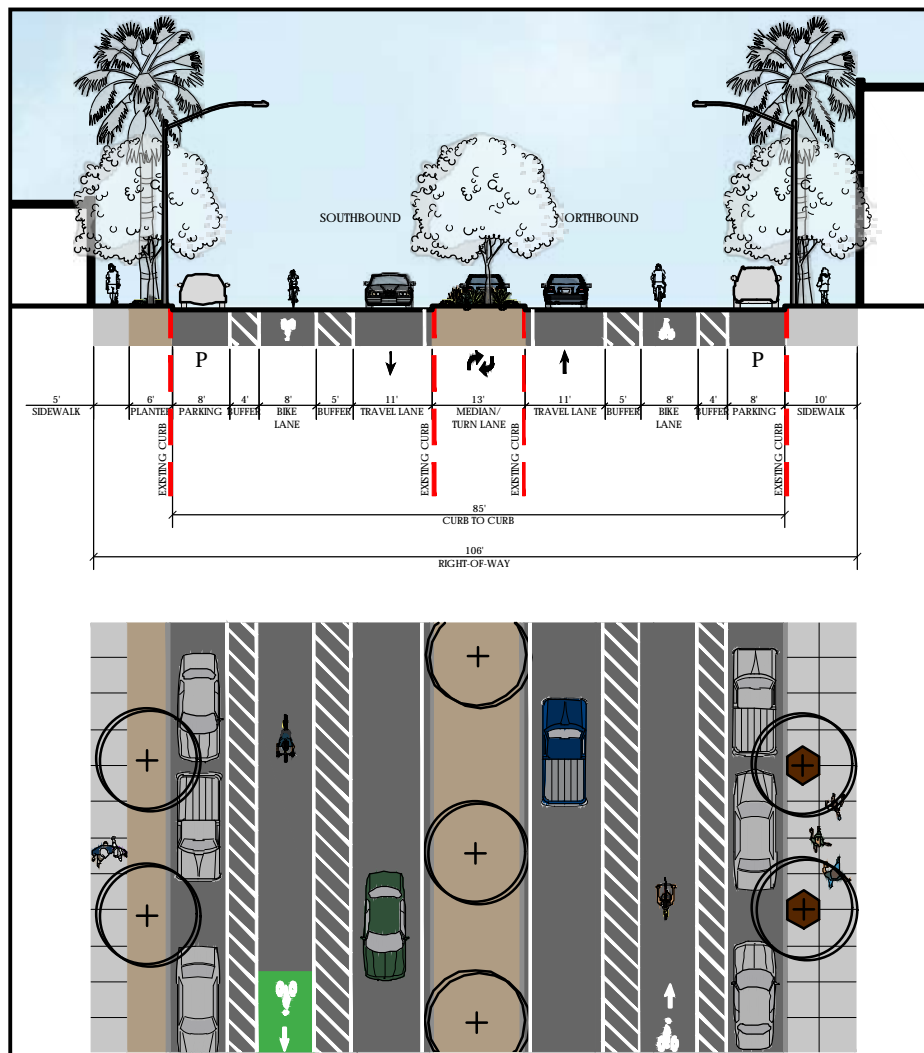 SOUTHBOUND
ORTHBOUND
P
P
5'
6'
8'
4'
8'
5'
11'
13'
11'
5'
8'
4'
8'
10'
SIDEWALK
PLANTER
PARKING
BUFFER
BIKE
LANE
BUFFER
TRAVEL LANE
MEDIAN/
TURN LANE
TRAVEL LANE
BUFFER
BIKE
LANE
BUFFER
PARKING
SIDEWALK
EXISTING CURB
EXISTING CURB
EXISTING CURB
EXISTING CURB
85'
CURB TO CURB
106'
RIGHT-OF-WAY